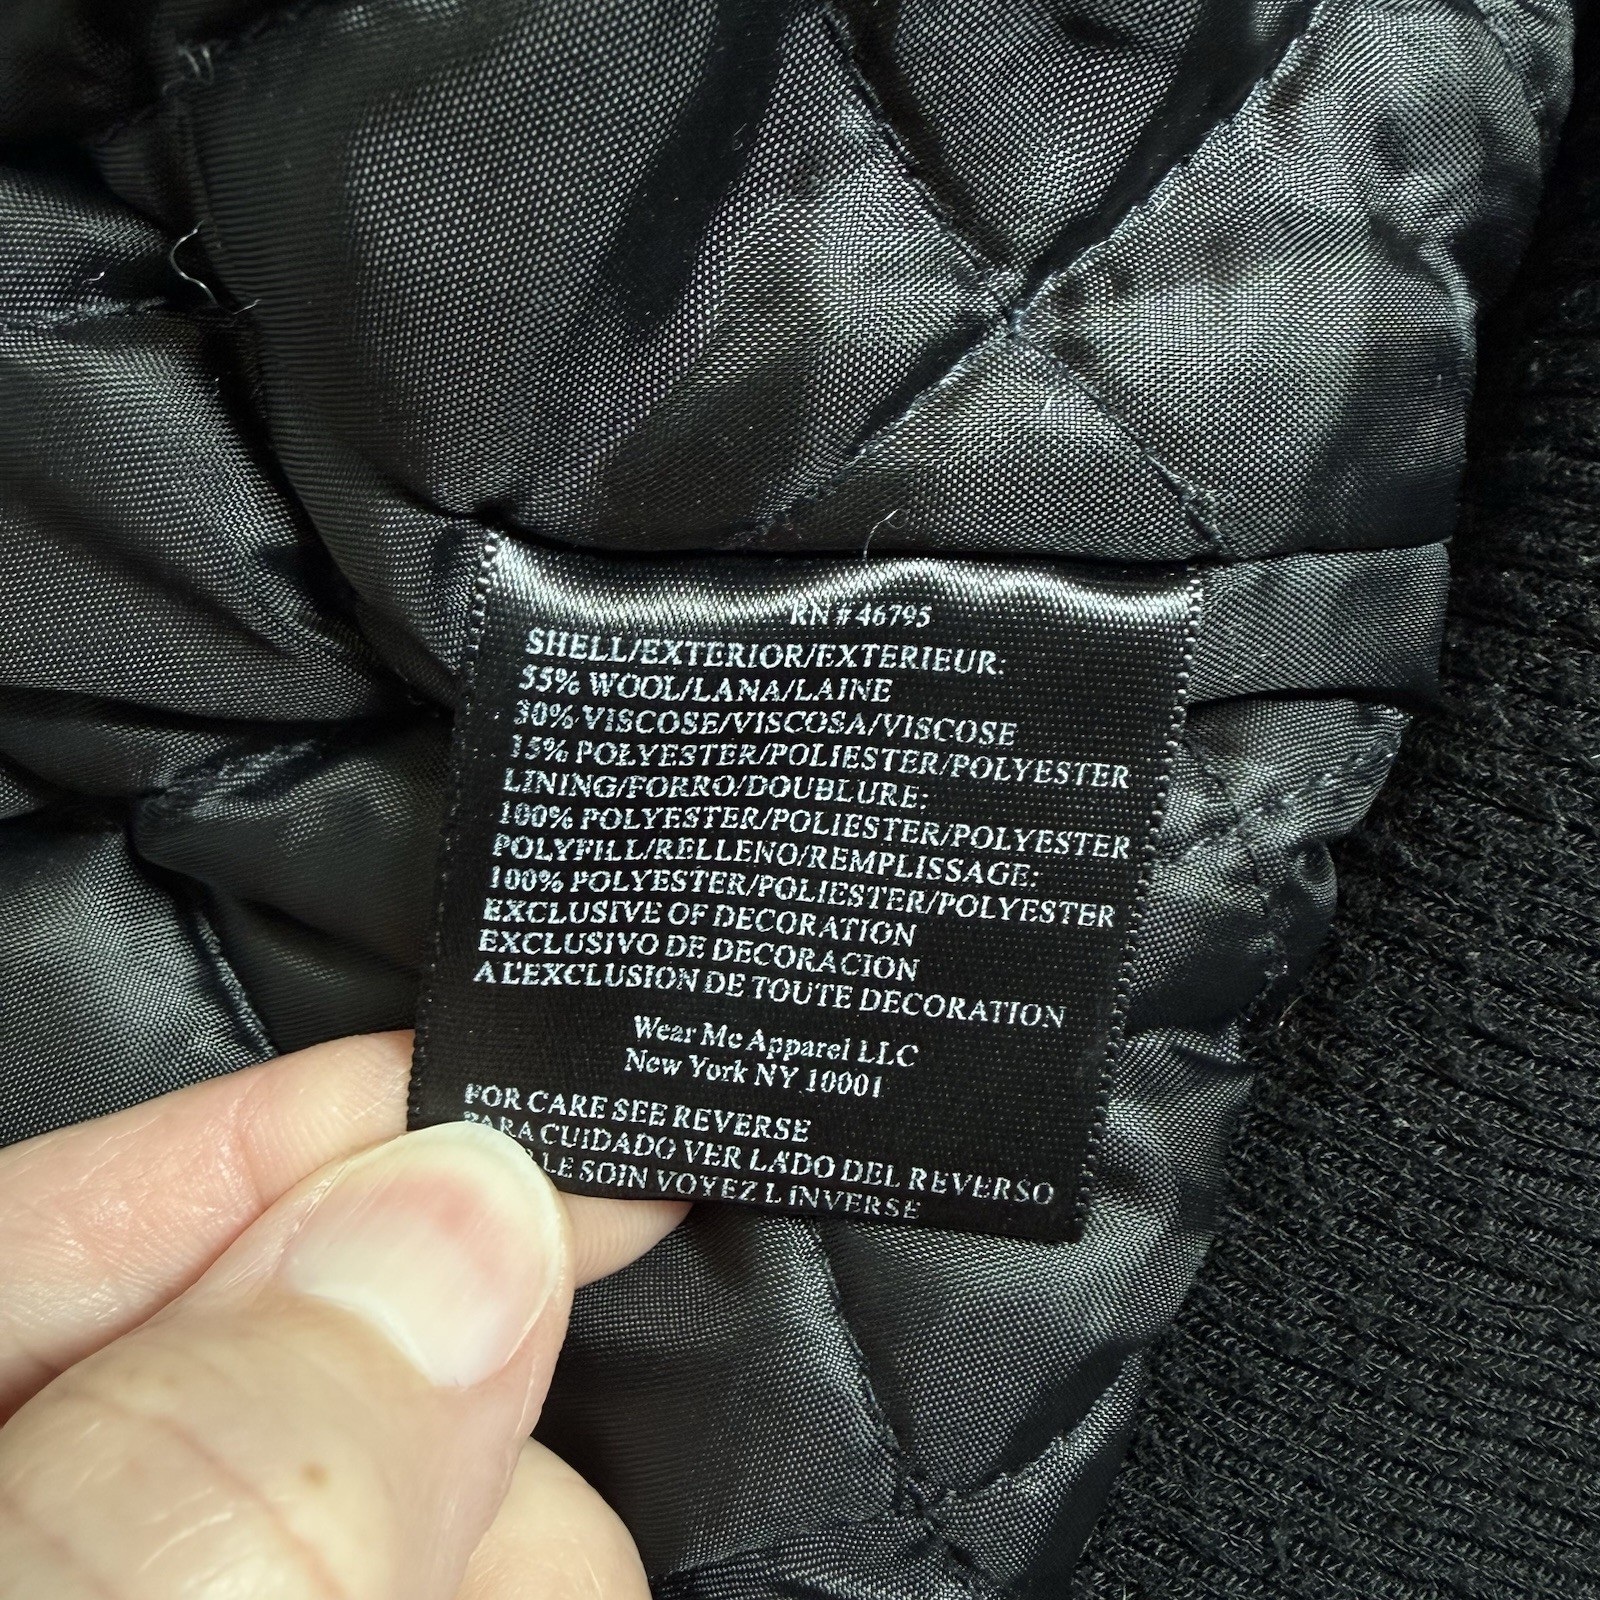 RN # 46795
SHELL/EXTERIOR/EXTERIEUR:
55% WOOL/LANA/LAINE
30% VISCOSE/VISCOSA/VISCOSE
15% POLYESTER/POLIESTER/POLYESTER
LINING/FORRO/DOUBLURE:
100% POLYESTER/POLIESTER/POLYESTER
POLYFILL/RELLENO/REMPLISSAGE:
100% POLYESTER/POLIESTER/POLYESTER
EXCLUSIVE OF DECORATION
EXCLUSIVO DE DECORACION
A L'EXCLUSION DE TOUTE DECORATION
Wear Me Apparel LLC
New York NY 10001
FOR CARE SEE REVERSE
PARA CUIDADO VER LADO DEL REVERSO
LE SOIN VOYEZ L INVERSE